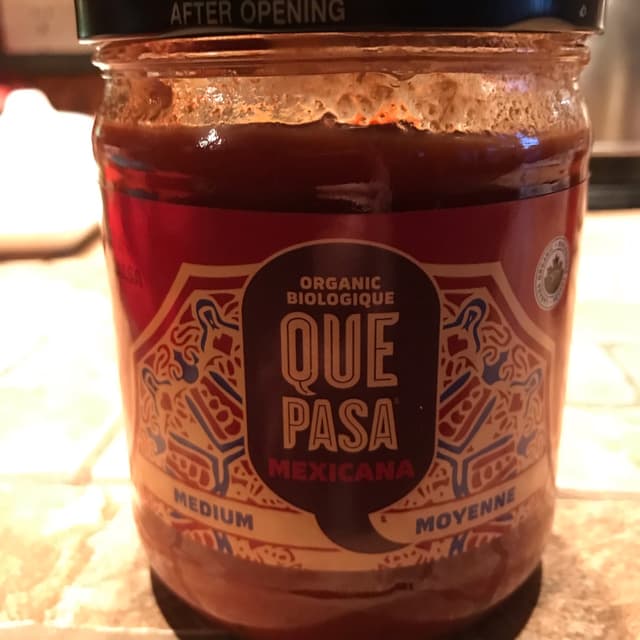 AFTER OPENING
ORGANIC
BIOLOGIQUE
QUE
PASA
MEXICANA
MEDIUM
MOYENNE